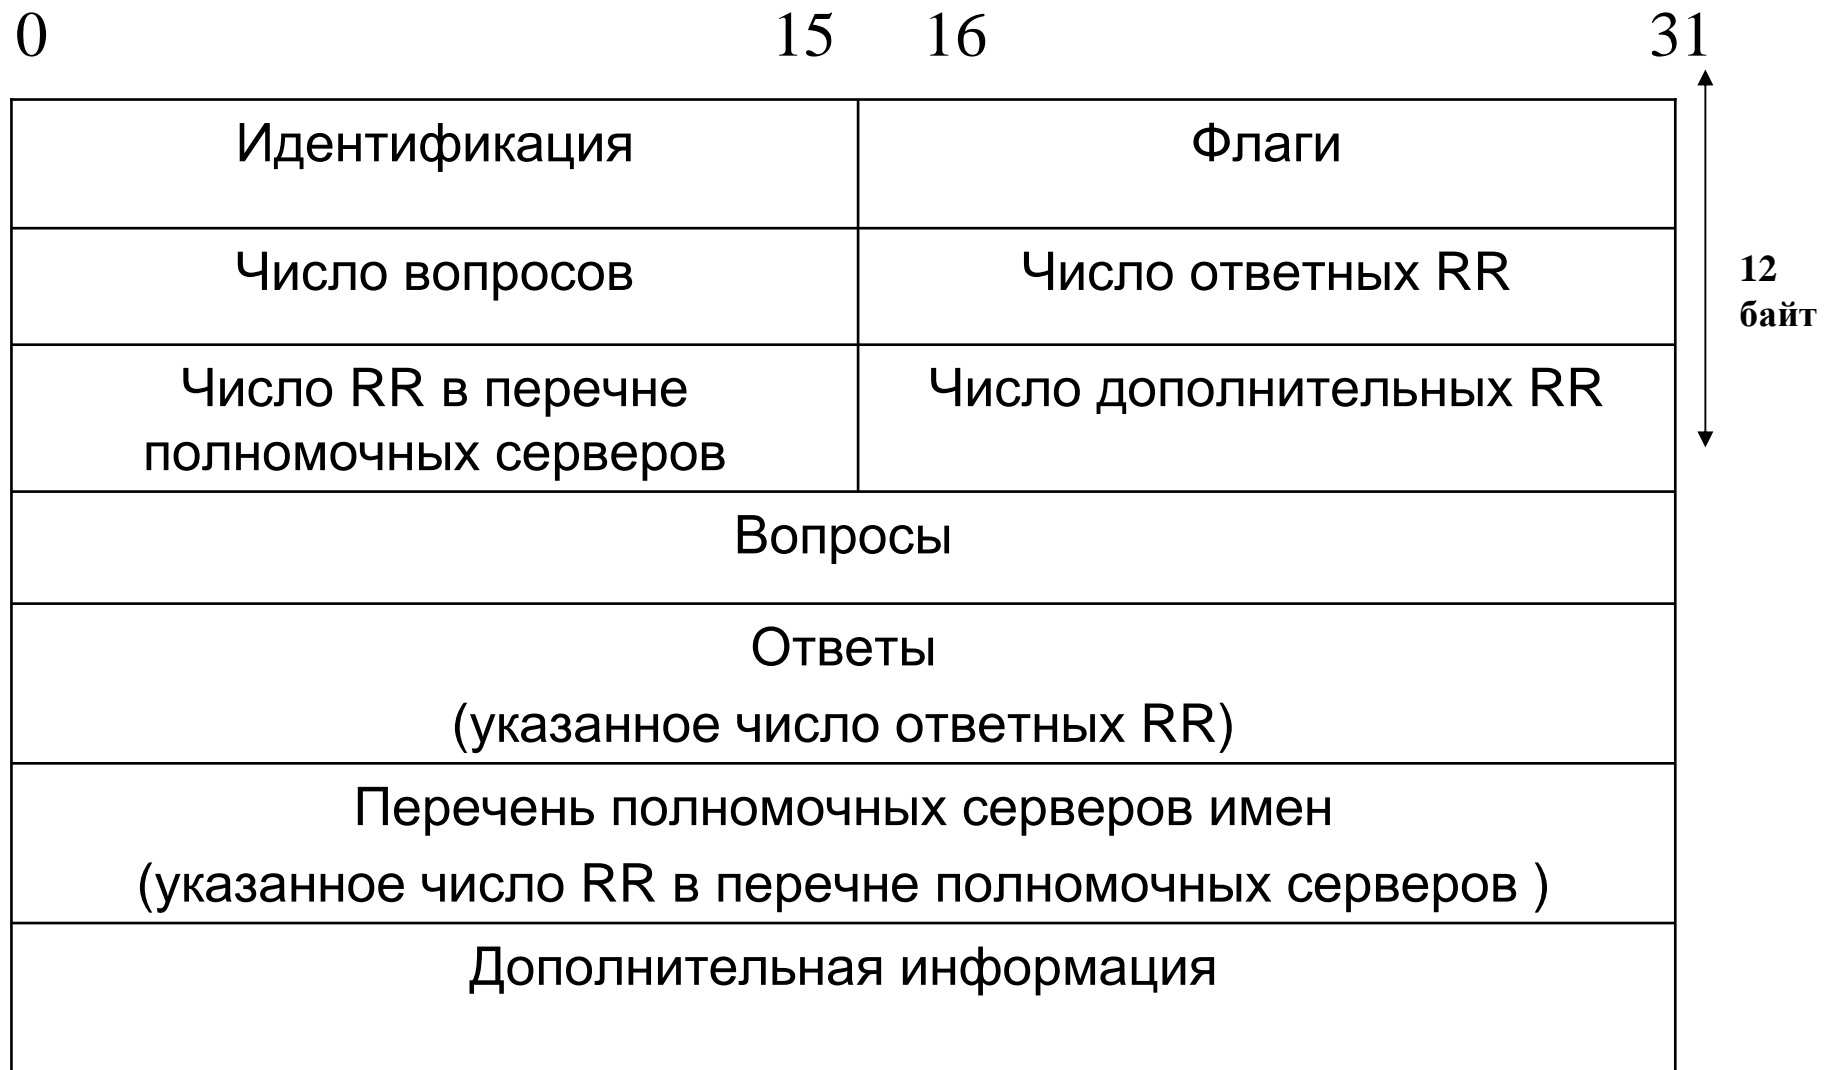 0 15 16 31
Идентификация Флаги
Число вопросов Число ответных RR
12
байт
Число RR в перечне
полномочных серверов
Число дополнительных RR
Вопросы
Ответы
(указанное число ответных RR)
Перечень полномочных серверов имен
(указанное число RR в перечне полномочных серверов )
Дополнительная информация